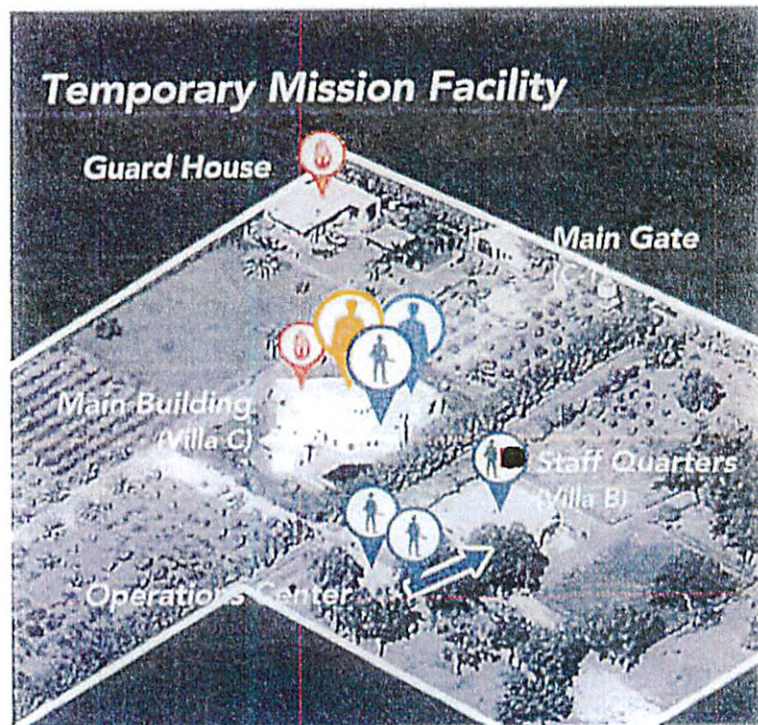 Temporary Mission Facility
Guard House
Main Gate
Main Building
(Villa C)
Staff Quarters
(Villa B)
Operations Center